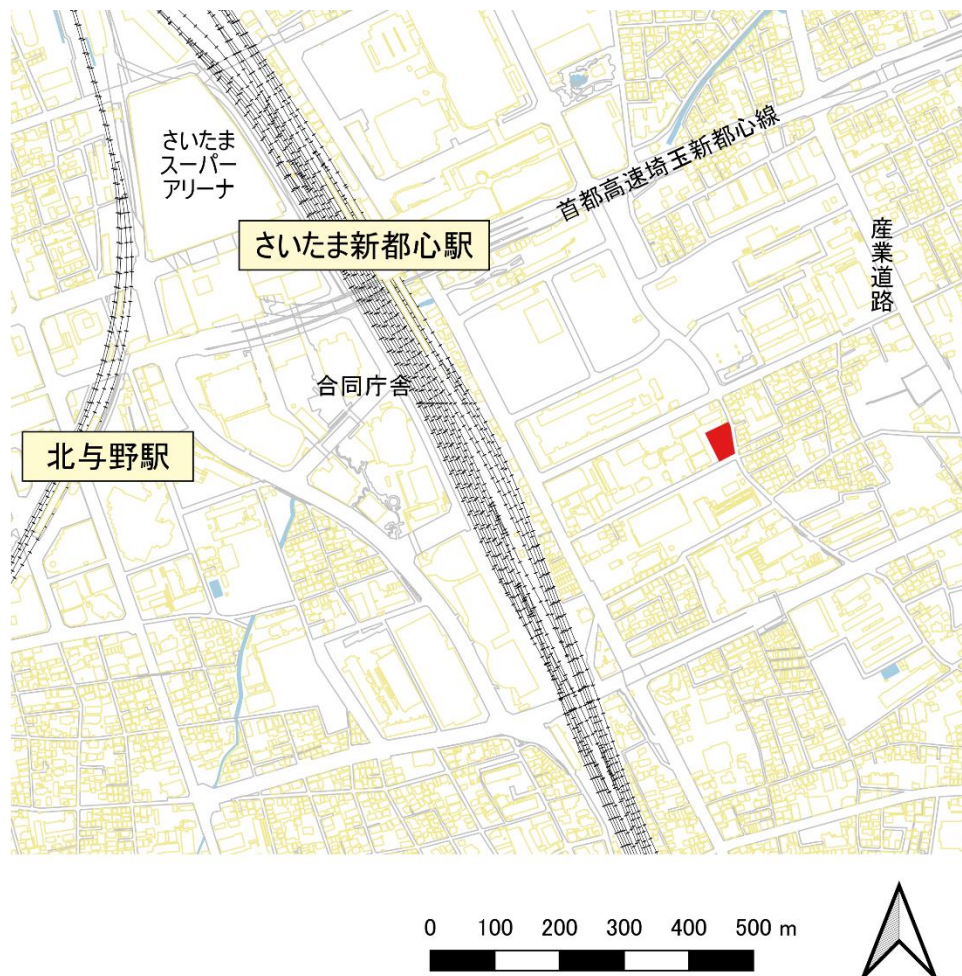 さいたま
スーパー
アリーナ
首都高速埼玉新都心線
さいたま新都心駅
産業道路
合同庁舎
北与野駅
0 100 200 300 400 500 m